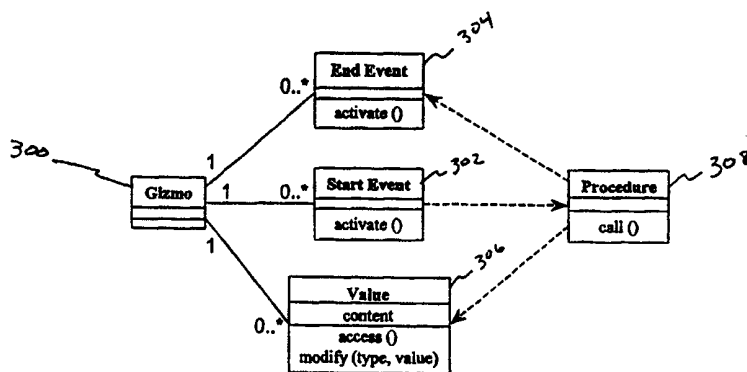 304
End Event
0..*
activate ()
300
1
Gizmo
1
0..*
Start Event
302
activate ()
Procedure
308
call ()
1
306
Value
0..*
content
access ()
modify (type, value)